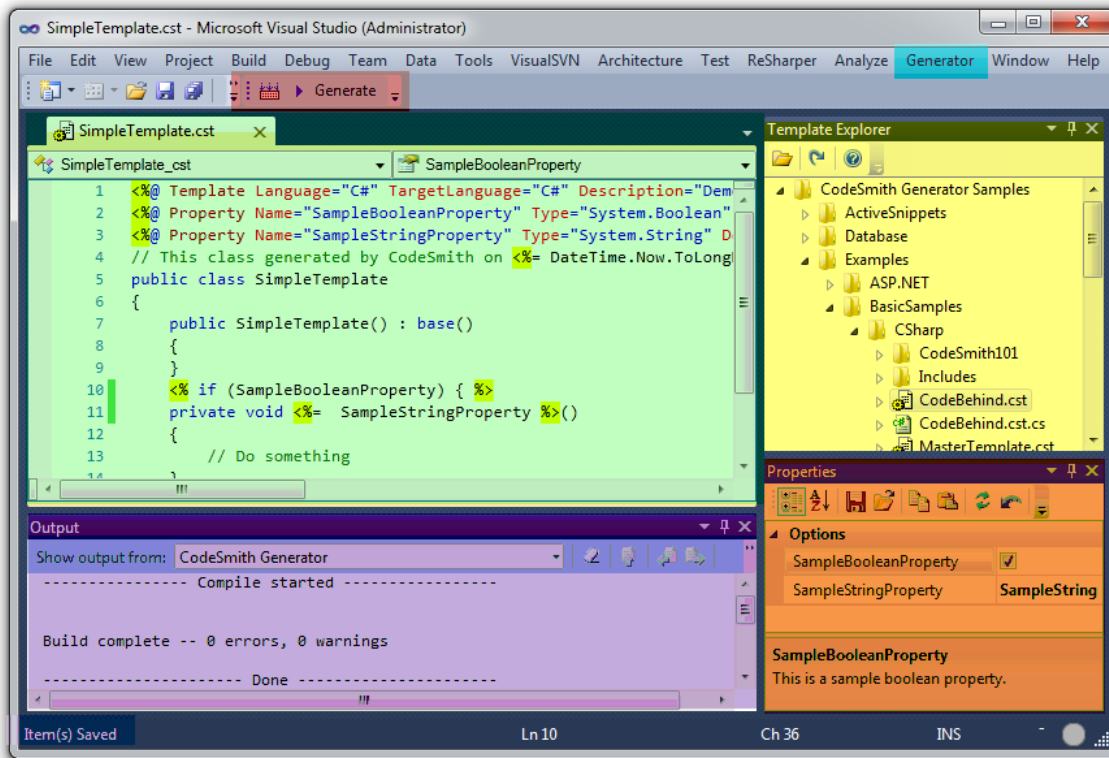 SimpleTemplate.cst - Microsoft Visual Studio (Administrator)
File Edit View Project Build Debug Team Data Tools VisualSVN Architecture Test ReSharper Analyze Generator Window Help
Generate
SimpleTemplate.cst
SimpleTemplate_cst SampleBooleanProperty
1 <%@ Template Language="C#" TargetLanguage="C#" Description="Dem
2 <%@ Property Name="SampleBooleanProperty" Type="System.Boolean"
3 <%@ Property Name="SampleStringProperty" Type="System.String" D
4 // This class generated by CodeSmith on <%= DateTime.Now.ToLong
5 public class SimpleTemplate
6 {
7 public SimpleTemplate() : base()
8 {
9 }
10 <% if (SampleBooleanProperty) { %>
11 private void <%= SampleStringProperty %>()
12 {
13 // Do something
14 }
Template Explorer
CodeSmith Generator Samples
ActiveSnippets
Database
Examples
ASP.NET
BasicSamples
CSharp
CodeSmith101
Includes
CodeBehind.cst
CodeBehind.cst.cs
MasterTemplate.cst
Output
Show output from: CodeSmith Generator
---------------- Compile started -----------------
Build complete -- 0 errors, 0 warnings
---------------------- Done ----------------------
Properties
Options
SampleBooleanProperty
SampleStringProperty SampleString
SampleBooleanProperty
This is a sample boolean property.
Item(s) Saved Ln 10 Ch 36 INS